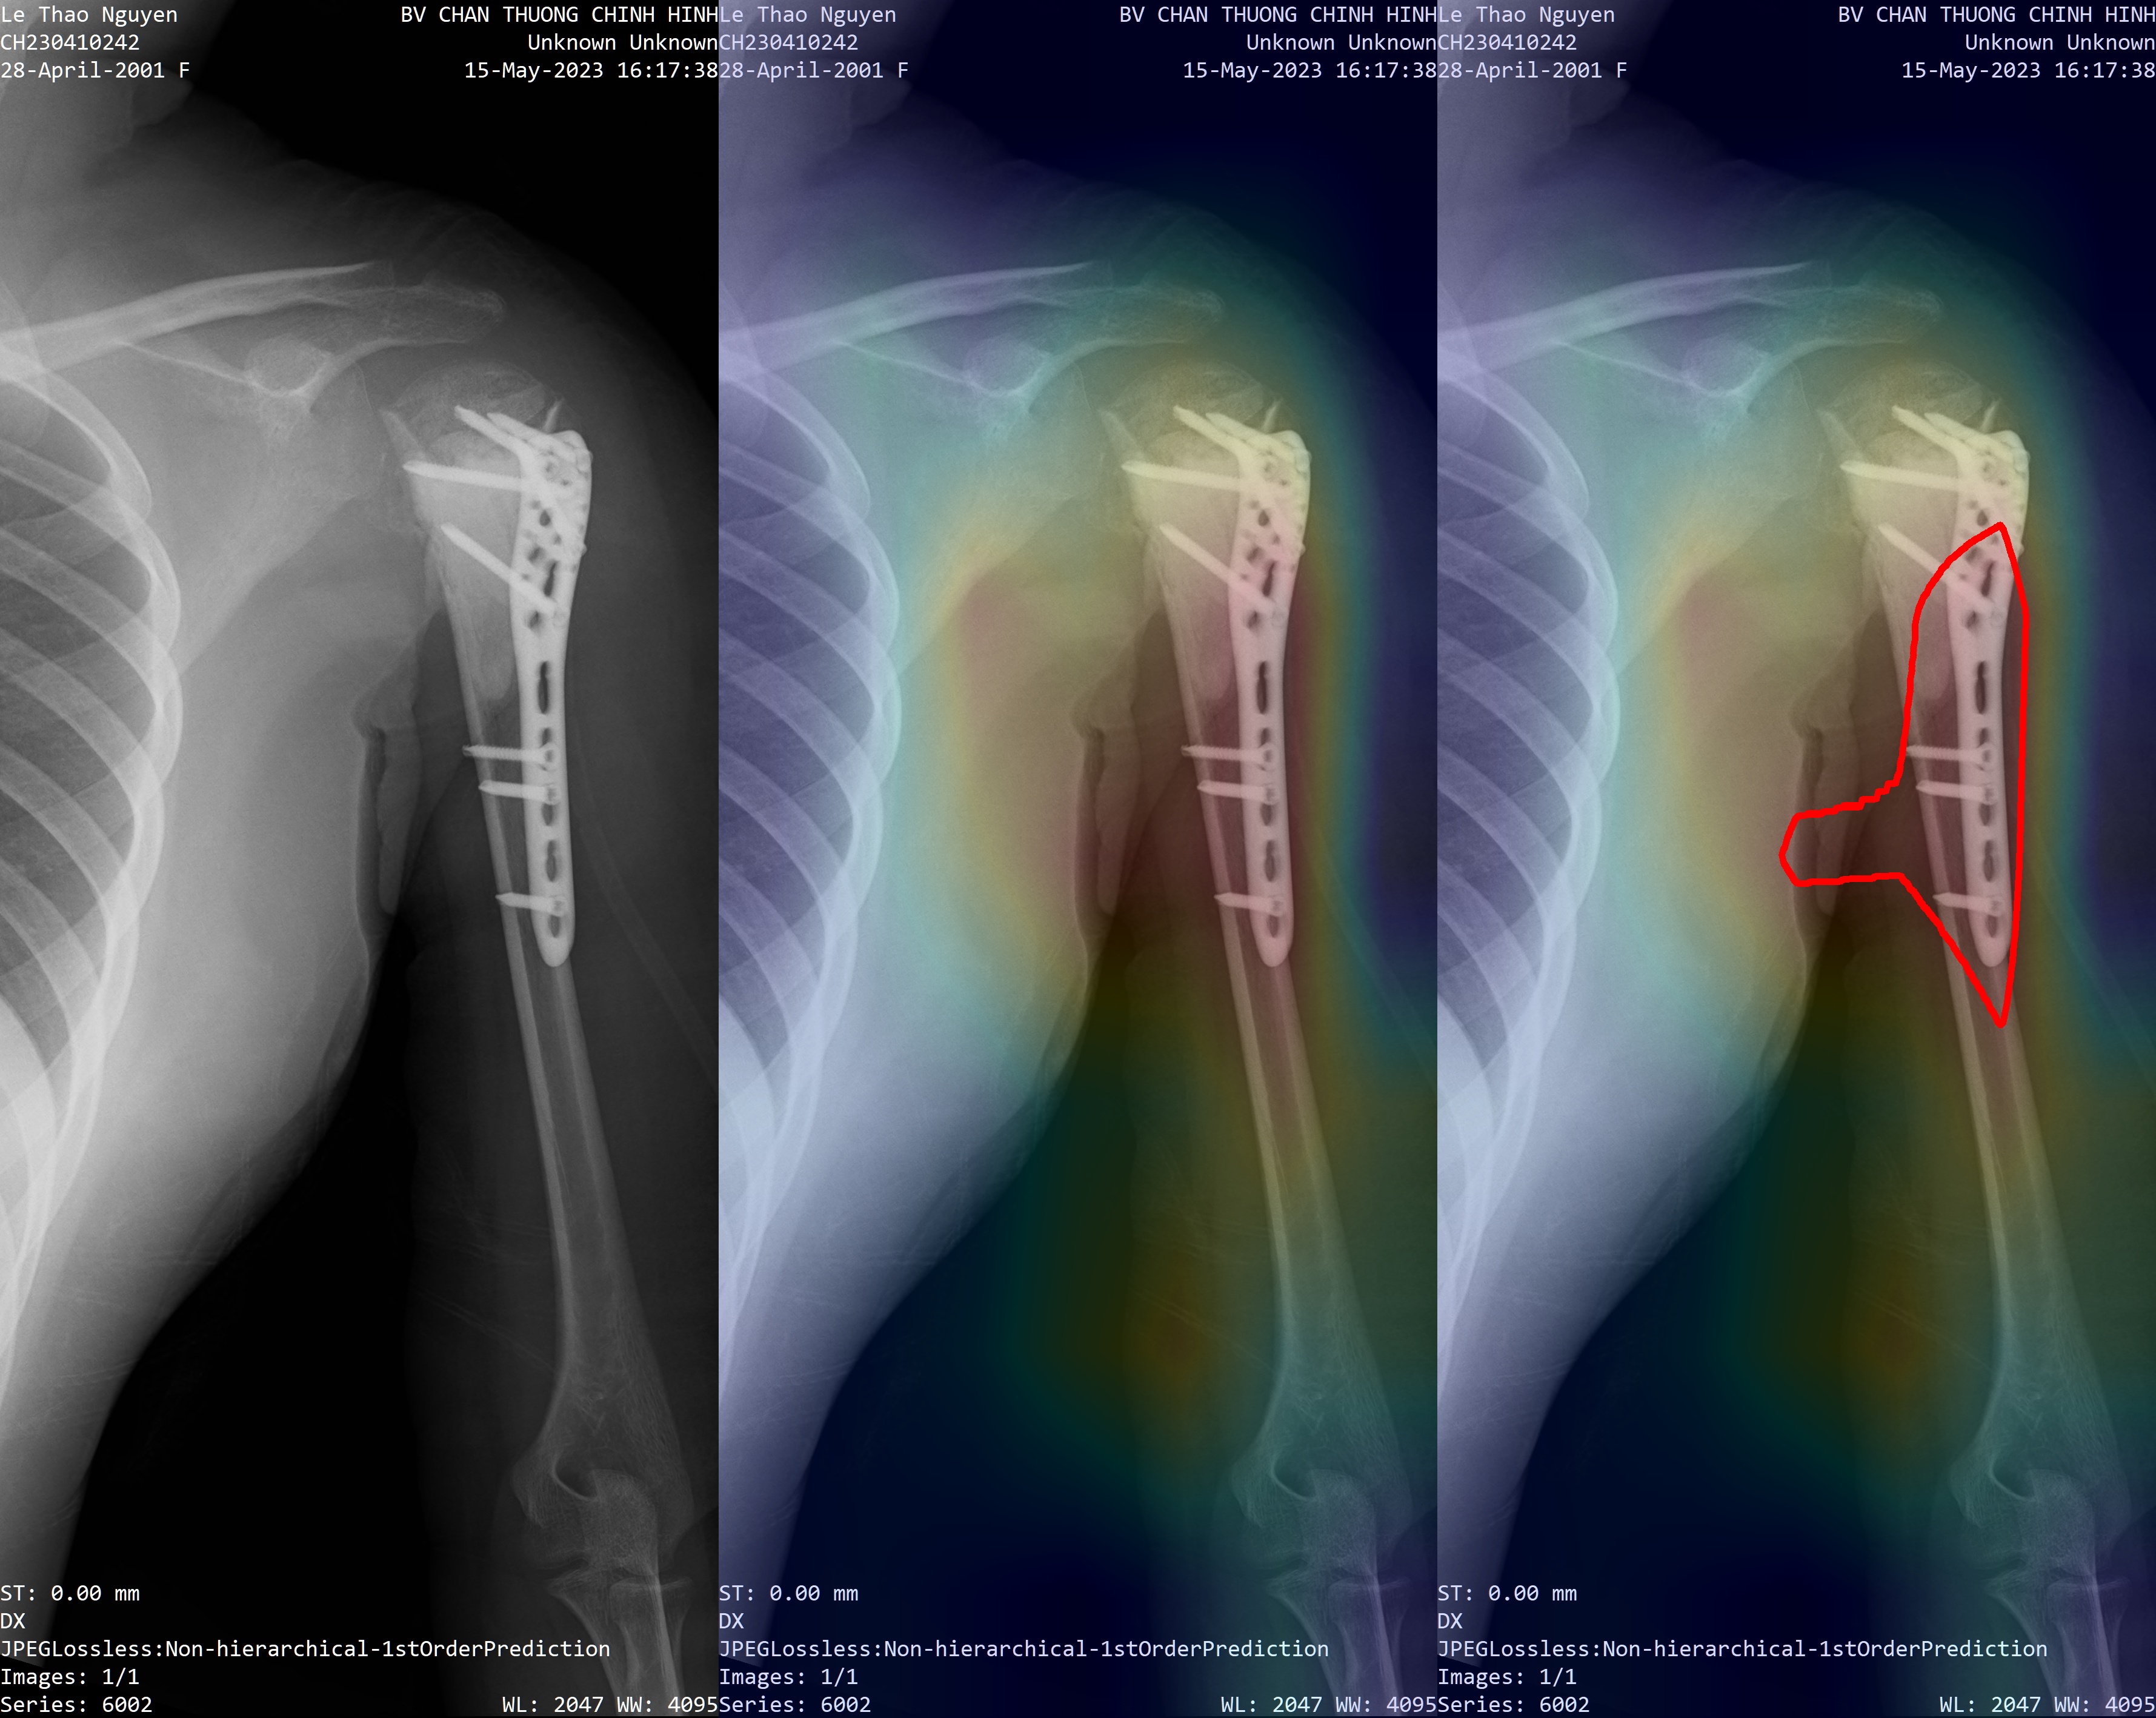 Le Thao Nguyen
CH230410242
28-April-2001 F
BV CHAN THUONG CHINH HINH
Unknown Unknown
15-May-2023 16:17:38
ST: 0.00 mm
DX
JPEGLossless:Non-hierarchical-1stOrderPrediction
Images: 1/1
Series: 6002
WL: 2047 WW: 4095
Le Thao Nguyen
CH230410242
28-April-2001 F
BV CHAN THUONG CHINH HINH
Unknown Unknown
15-May-2023 16:17:38
ST: 0.00 mm
DX
JPEGLossless:Non-hierarchical-1stOrderPrediction
Images: 1/1
Series: 6002
WL: 2047 WW: 4095
Le Thao Nguyen
CH230410242
28-April-2001 F
BV CHAN THUONG CHINH HINH
Unknown Unknown
15-May-2023 16:17:38
ST: 0.00 mm
DX
JPEGLossless:Non-hierarchical-1stOrderPrediction
Images: 1/1
Series: 6002
WL: 2047 WW: 4095